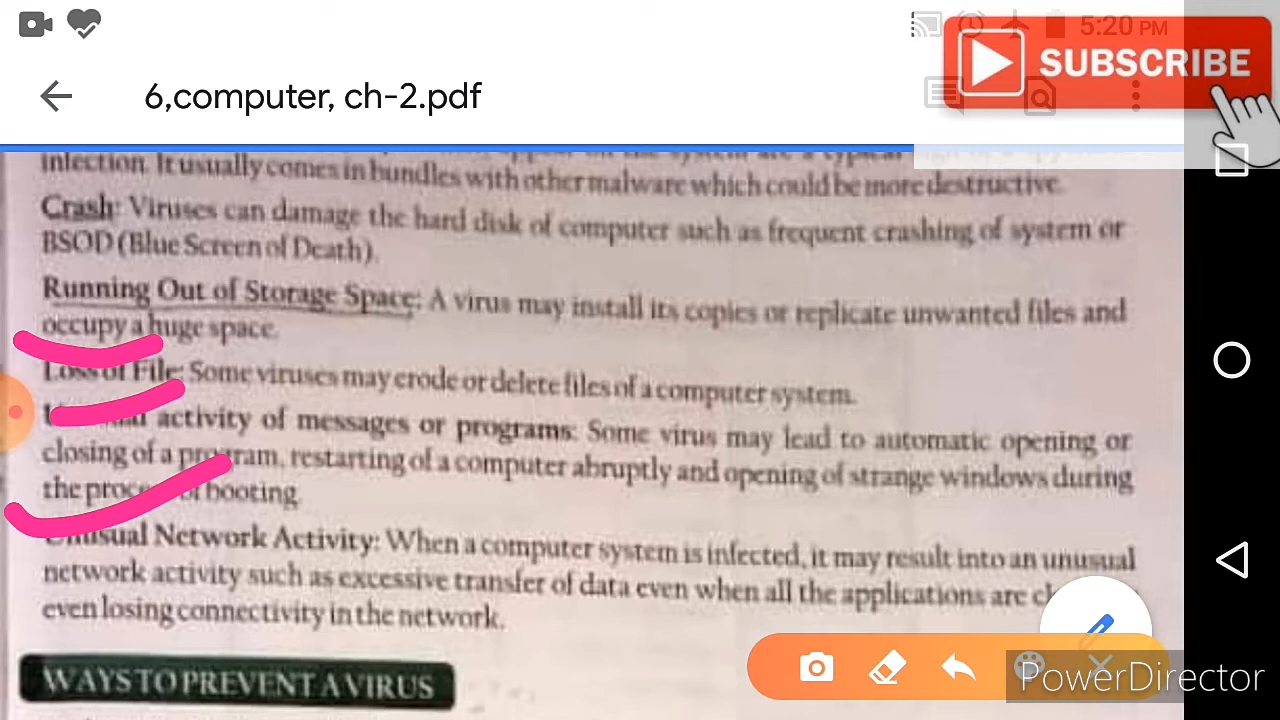 5:20 PM
SUBSCRIBE
6,computer, ch-2.pdf
infection. It usually comes in bundles with other malware which could be more destructive.
Crash: Viruses can damage the hard disk of computer such as frequent crashing of system or
BSOD (Blue Screen of Death).
Running Out of Storage Space: A virus may install its copies or replicate unwanted files and
occupy a huge space.
Loss of File: Some viruses may erode or delete files of a computer system.
activity of messages or programs: Some virus may lead to automatic opening or
closing of a program, restarting of a computer abruptly and opening of strange windows during
the process of booting.
Unusual Network Activity: When a computer system is infected, it may result into an unusual
network activity such as excessive transfer of data even when all the applications are
even losing connectivity in the network.
WAYS TO PREVENT A VIRUS
PowerDirector